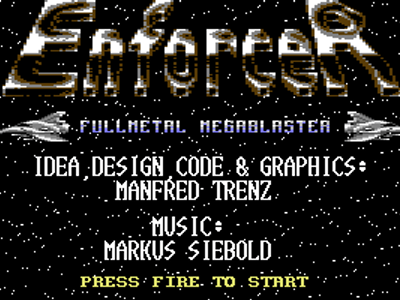 EnforceR
FULLMETAL MEGABLASTER
IDEA,DESIGN,CODE & GRAPHICS:
MANFRED TRENZ
MUSIC:
MARKUS SIEBOLD
PRESS FIRE TO START